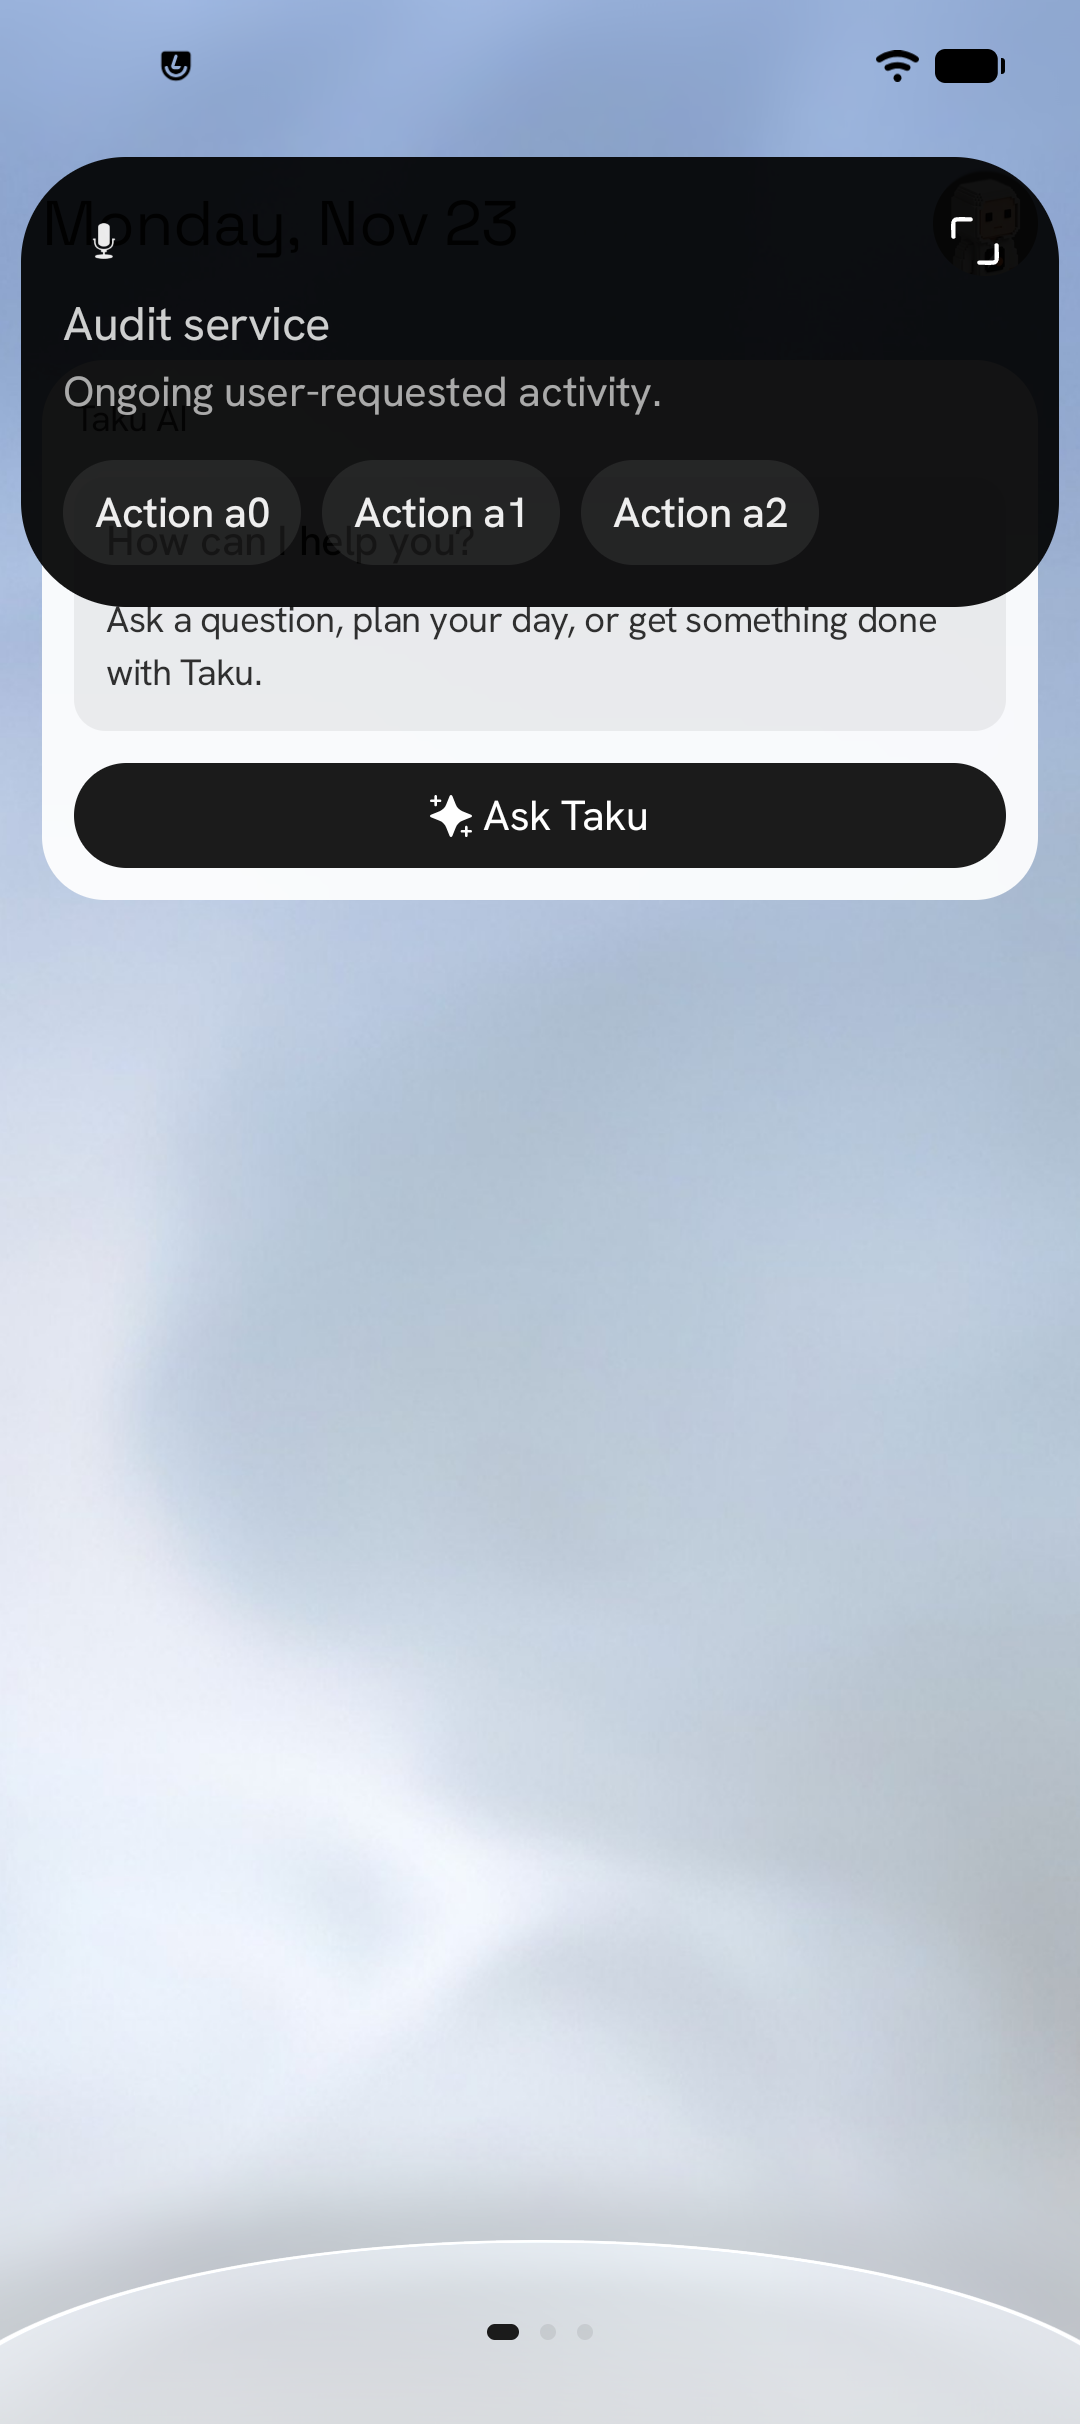 Monday, Nov 23
Audit service
Ongoing user-requested activity.
Taku AI
Action a0
Action a1
Action a2
How can I help you?
Ask a question, plan your day, or get something done
with Taku.
Ask Taku